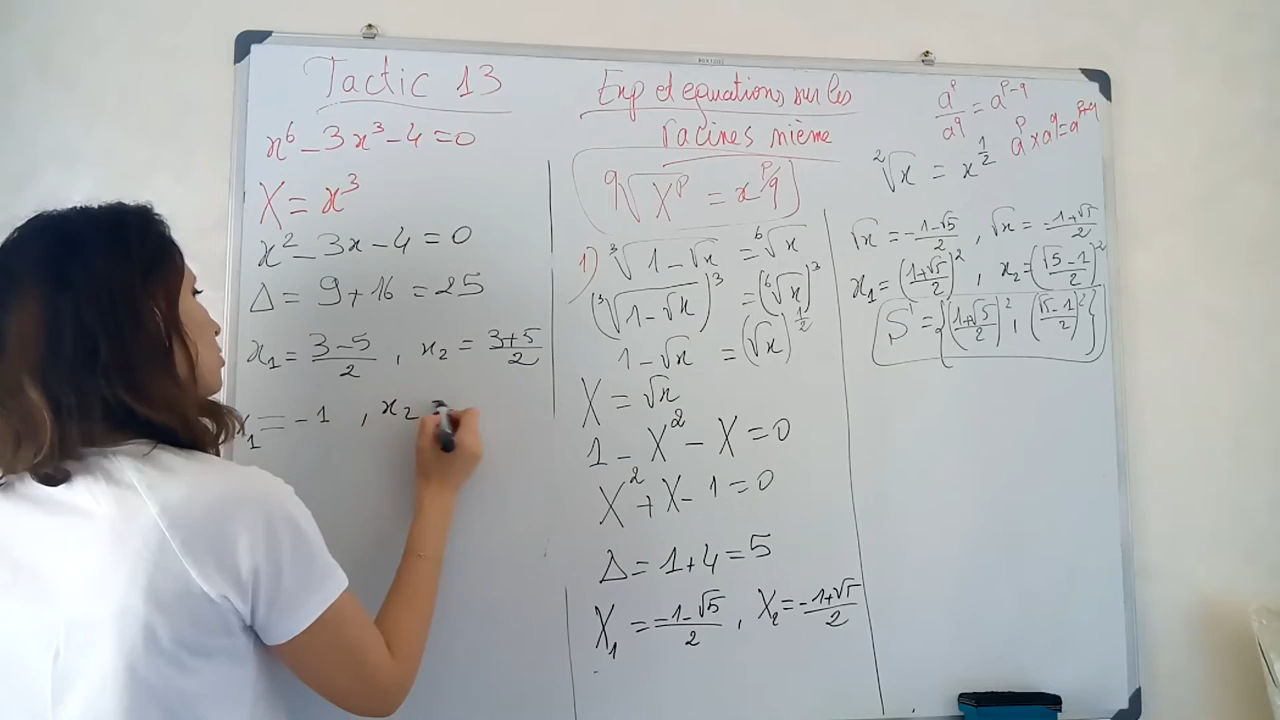 Tactic 13
x⁶ - 3x³ - 4 = 0
X = x³
x² - 3x - 4 = 0
Δ = 9 + 16 = 25
x₁ = (3-5)/2 , x₂ = (3+5)/2
x₁ = -1 , x₂
Exp et equations sur les
racines nième
q√(X^p) = x^(p/q)
1) ³√(1-√x) = ⁶√x
(³√(1-√x))³ = (⁶√x)³
1-√x = (√x)^(1/2)
X = √x
1 - X² - X = 0
X² + X - 1 = 0
Δ = 1 + 4 = 5
X₁ = (-1-√5)/2 , X₂ = (-1+√5)/2
a^p/a^q = a^(p-q)
a^p × a^q = a^(p+q)
²√x = x^(1/2)
√x = (-1-√5)/2 , √x = (-1+√5)/2
x₁ = ((1+√5)/2)² , x₂ = ((√5-1)/2)²
S = {((1+√5)/2)² , ((√5-1)/2)²}